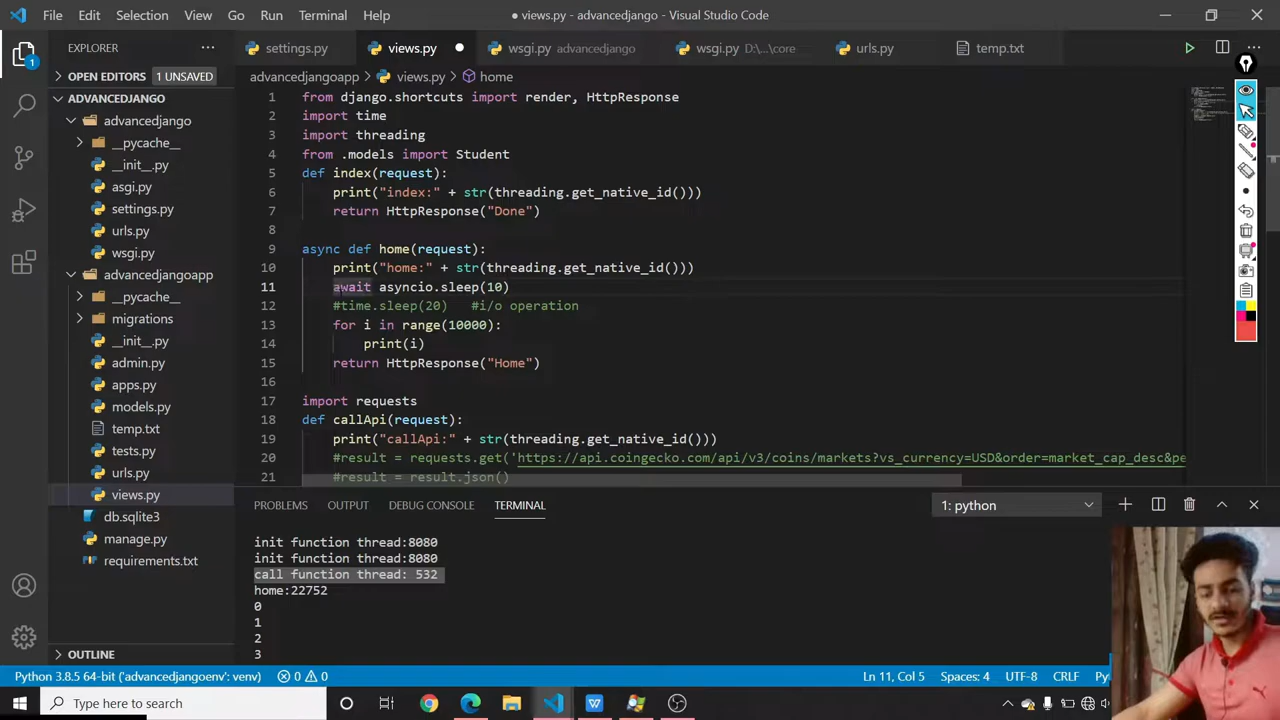 File Edit Selection View Go Run Terminal Help
● views.py - advancedjango - Visual Studio Code
EXPLORER
settings.py
views.py
wsgi.py advancedjango
wsgi.py D:\...\core
urls.py
temp.txt
1
OPEN EDITORS 1 UNSAVED
advancedjangoapp > views.py > home
ADVANCEDJANGO
advancedjango
__pycache__
__init__.py
asgi.py
settings.py
urls.py
wsgi.py
advancedjangoapp
__pycache__
migrations
__init__.py
admin.py
apps.py
models.py
temp.txt
tests.py
urls.py
views.py
db.sqlite3
manage.py
requirements.txt
OUTLINE
1 from django.shortcuts import render, HttpResponse
2 import time
3 import threading
4 from .models import Student
5 def index(request):
6 print("index:" + str(threading.get_native_id()))
7 return HttpResponse("Done")
8
9 async def home(request):
10 print("home:" + str(threading.get_native_id()))
11 await asyncio.sleep(10)
12 #time.sleep(20) #i/o operation
13 for i in range(10000):
14 print(i)
15 return HttpResponse("Home")
16
17 import requests
18 def callApi(request):
19 print("callApi:" + str(threading.get_native_id()))
20 #result = requests.get('https://api.coingecko.com/api/v3/coins/markets?vs_currency=USD&order=market_cap_desc&pe
21 #result = result.json()
PROBLEMS OUTPUT DEBUG CONSOLE TERMINAL
1: python
init function thread:8080
init function thread:8080
call function thread: 532
home:22752
0
1
2
3
Python 3.8.5 64-bit ('advancedjangoenv': venv) 0 0
Ln 11, Col 5 Spaces: 4 UTF-8 CRLF Py
Type here to search